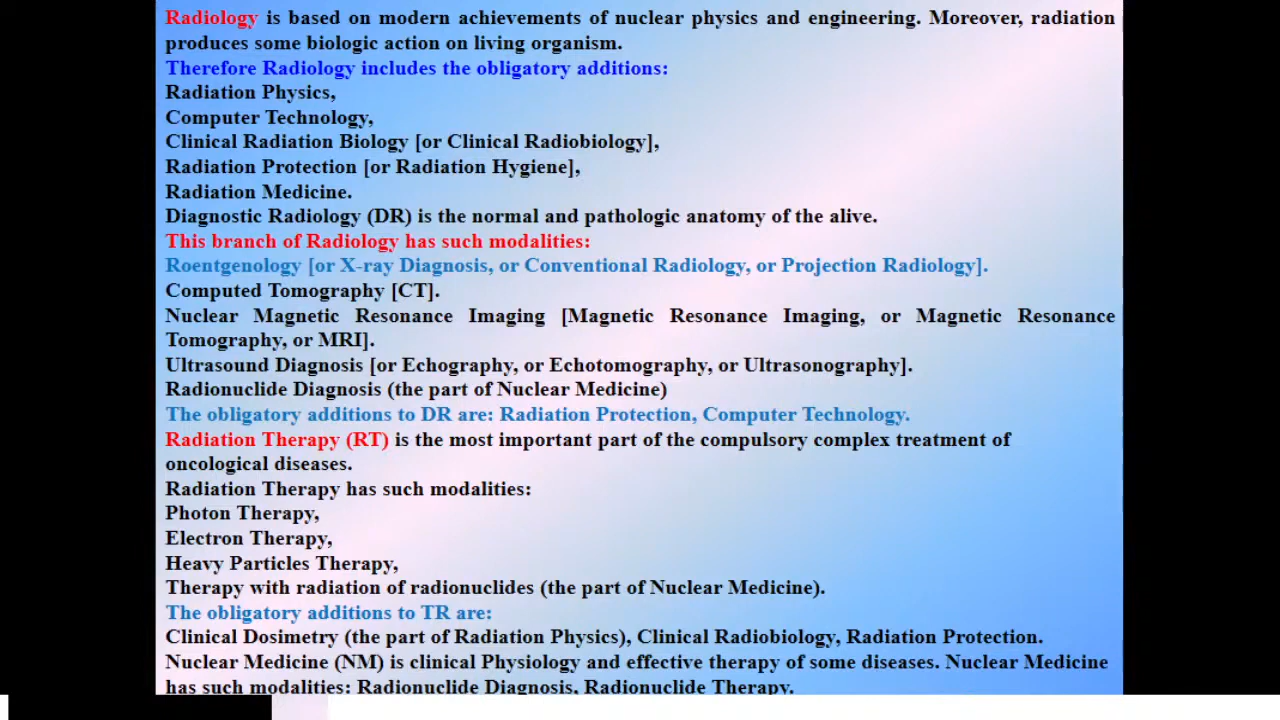 Radiology is based on modern achievements of nuclear physics and engineering. Moreover, radiation
produces some biologic action on living organism.
Therefore Radiology includes the obligatory additions:
Radiation Physics,
Computer Technology,
Clinical Radiation Biology [or Clinical Radiobiology],
Radiation Protection [or Radiation Hygiene],
Radiation Medicine.
Diagnostic Radiology (DR) is the normal and pathologic anatomy of the alive.
This branch of Radiology has such modalities:
Roentgenology [or X-ray Diagnosis, or Conventional Radiology, or Projection Radiology].
Computed Tomography [CT].
Nuclear Magnetic Resonance Imaging [Magnetic Resonance Imaging, or Magnetic Resonance
Tomography, or MRI].
Ultrasound Diagnosis [or Echography, or Echotomography, or Ultrasonography].
Radionuclide Diagnosis (the part of Nuclear Medicine)
The obligatory additions to DR are: Radiation Protection, Computer Technology.
Radiation Therapy (RT) is the most important part of the compulsory complex treatment of
oncological diseases.
Radiation Therapy has such modalities:
Photon Therapy,
Electron Therapy,
Heavy Particles Therapy,
Therapy with radiation of radionuclides (the part of Nuclear Medicine).
The obligatory additions to TR are:
Clinical Dosimetry (the part of Radiation Physics), Clinical Radiobiology, Radiation Protection.
Nuclear Medicine (NM) is clinical Physiology and effective therapy of some diseases. Nuclear Medicine
has such modalities: Radionuclide Diagnosis, Radionuclide Therapy.